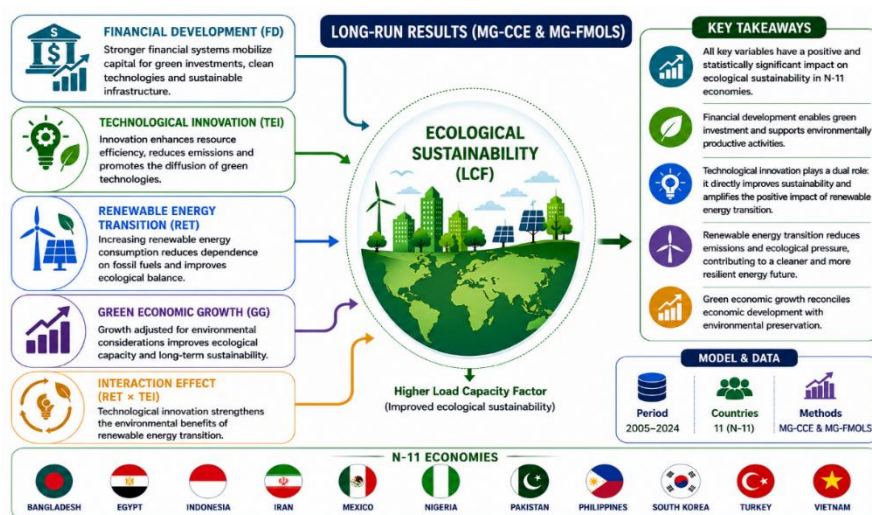 FINANCIAL DEVELOPMENT (FD)
Stronger financial systems mobilize
capital for green investments, clean
technologies and sustainable
infrastructure.
TECHNOLOGICAL INNOVATION (TEI)
Innovation enhances resource
efficiency, reduces emissions and
promotes the diffusion of green
technologies.
RENEWABLE ENERGY
TRANSITION (RET)
Increasing renewable energy
consumption reduces dependence
on fossil fuels and improves
ecological balance.
GREEN ECONOMIC GROWTH (GG)
Growth adjusted for environmental
considerations improves ecological
capacity and long-term sustainability.
INTERACTION EFFECT
(RET × TEI)
Technological innovation strengthens
the environmental benefits of
renewable energy transition.
LONG-RUN RESULTS (MG-CCE & MG-FMOLS)
ECOLOGICAL
SUSTAINABILITY
(LCF)
Higher Load Capacity Factor
(Improved ecological sustainability)
KEY TAKEAWAYS
All key variables have a positive and
statistically significant impact on
ecological sustainability in N-11
economies.
Financial development enables green
investment and supports environmentally
productive activities.
Technological innovation plays a dual role:
it directly improves sustainability and
amplifies the positive impact of renewable
energy transition.
Renewable energy transition reduces
emissions and ecological pressure,
contributing to a cleaner and more
resilient energy future.
Green economic growth reconciles
economic development with
environmental preservation.
MODEL & DATA
Period
2005–2024
Countries
11 (N-11)
Methods
MG-CCE & MG-FMOLS
N-11 ECONOMIES
BANGLADESH
EGYPT
INDONESIA
IRAN
MEXICO
NIGERIA
PAKISTAN
PHILIPPINES
SOUTH KOREA
TURKEY
VIETNAM